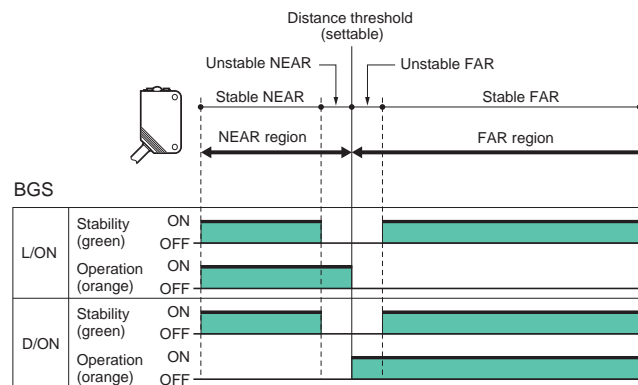 Distance threshold
(settable)
Unstable NEAR
Unstable FAR
Stable NEAR
Stable FAR
NEAR region
FAR region
BGS
L/ON
Stability
(green)
ON
OFF
Operation
(orange)
ON
OFF
D/ON
Stability
(green)
ON
OFF
Operation
(orange)
ON
OFF